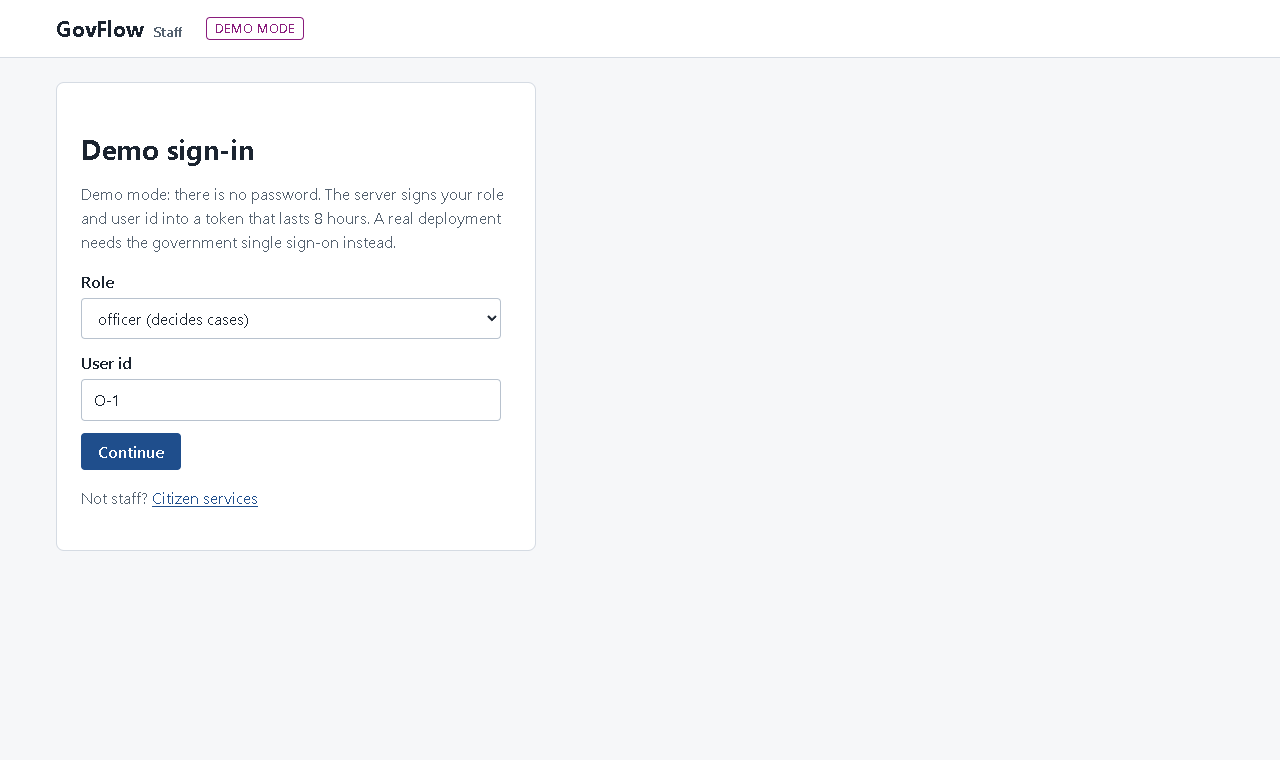 GovFlow Staff DEMO MODE
Demo sign-in
Demo mode: there is no password. The server signs your role
and user id into a token that lasts 8 hours. A real deployment
needs the government single sign-on instead.
Role
officer (decides cases)
User id
O-1
Continue
Not staff? Citizen services